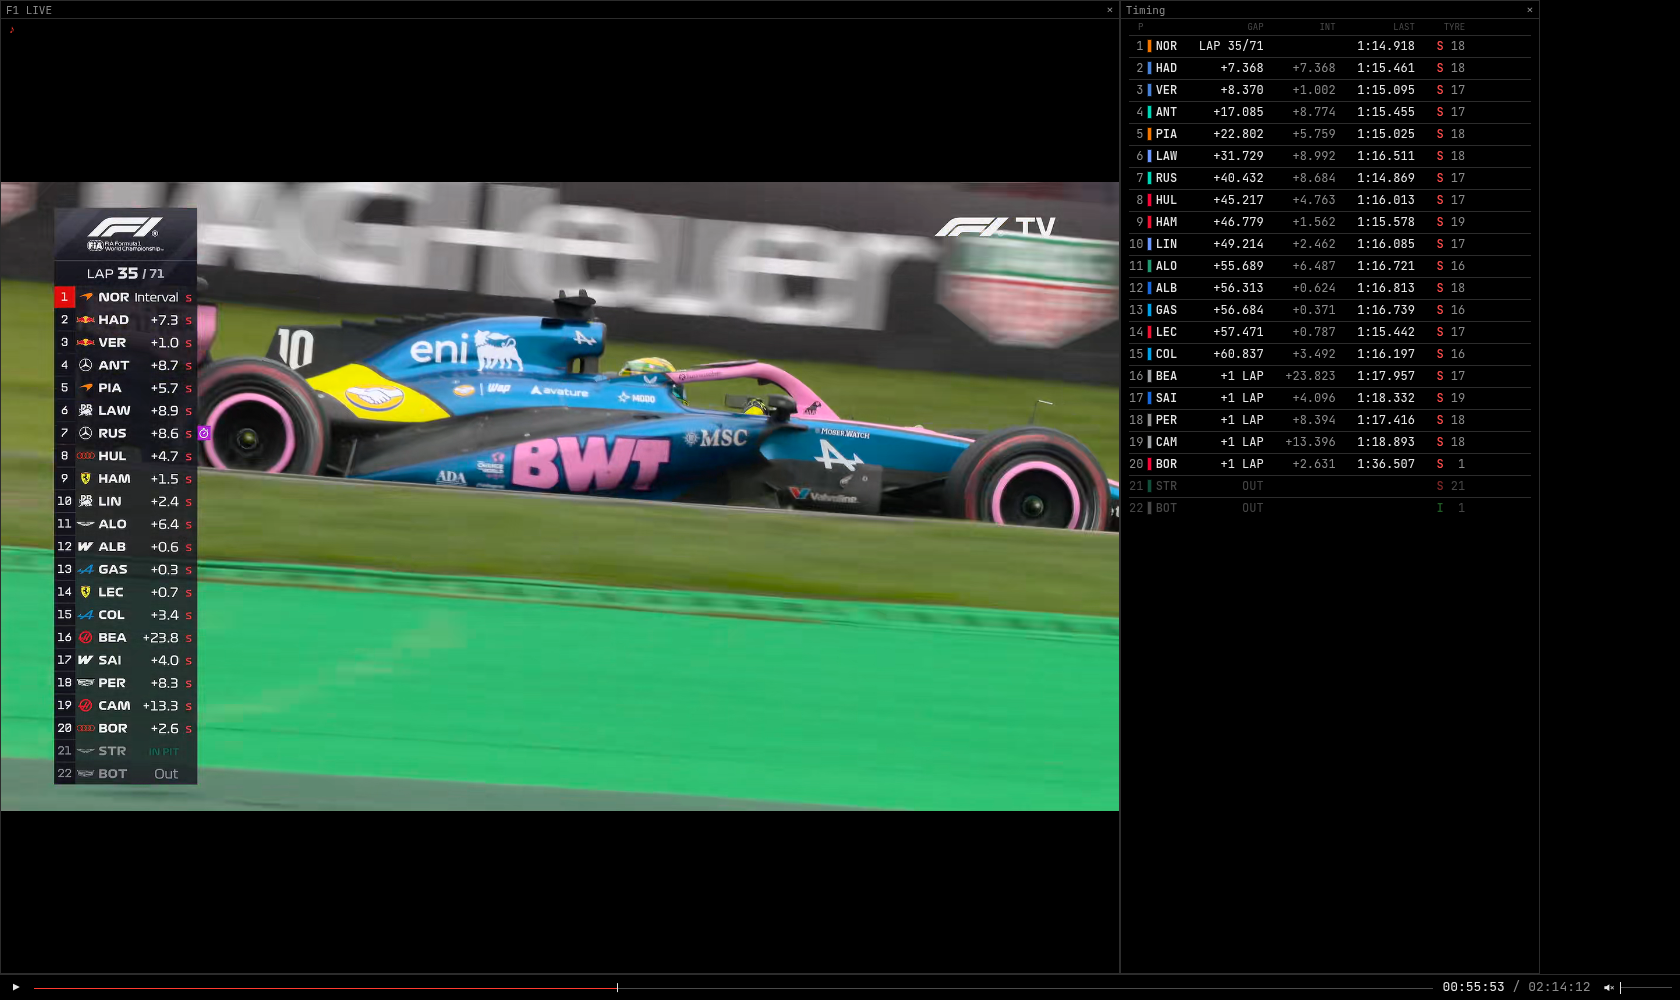 F1 LIVE ×
Timing ×
P GAP INT LAST TYRE
1 NOR LAP 35/71 1:14.918 S 18
2 HAD +7.368 +7.368 1:15.461 S 18
3 VER +8.370 +1.002 1:15.095 S 17
4 ANT +17.085 +8.774 1:15.455 S 17
5 PIA +22.802 +5.759 1:15.025 S 18
6 LAW +31.729 +8.992 1:16.511 S 18
7 RUS +40.432 +8.684 1:14.869 S 17
8 HUL +45.217 +4.763 1:16.013 S 17
9 HAM +46.779 +1.562 1:15.578 S 19
10 LIN +49.214 +2.462 1:16.085 S 17
11 ALO +55.689 +6.487 1:16.721 S 16
12 ALB +56.313 +0.624 1:16.813 S 18
13 GAS +56.684 +0.371 1:16.739 S 16
14 LEC +57.471 +0.787 1:15.442 S 17
15 COL +60.837 +3.492 1:16.197 S 16
16 BEA +1 LAP +23.823 1:17.957 S 17
17 SAI +1 LAP +4.096 1:18.332 S 19
18 PER +1 LAP +8.394 1:17.416 S 18
19 CAM +1 LAP +13.396 1:18.893 S 18
20 BOR +1 LAP +2.631 1:36.507 S 1
21 STR OUT S 21
22 BOT OUT I 1
F1
FIA Formula 1
World Championship
LAP 35 / 71
1 NOR Interval S
2 HAD +7.3 S
3 VER +1.0 S
4 ANT +8.7 S
5 PIA +5.7 S
6 LAW +8.9 S
7 RUS +8.6 S
8 HUL +4.7 S
9 HAM +1.5 S
10 LIN +2.4 S
11 ALO +6.4 S
12 ALB +0.6 S
13 GAS +0.3 S
14 LEC +0.7 S
15 COL +3.4 S
16 BEA +23.8 S
17 SAI +4.0 S
18 PER +8.3 S
19 CAM +13.3 S
20 BOR +2.6 S
21 STR IN PIT
22 BOT Out
F1 TV
10
eni
avature
MODO
BWT
MSC
MOSER WATCH
ADA
Valvoline
00:55:53 / 02:14:12